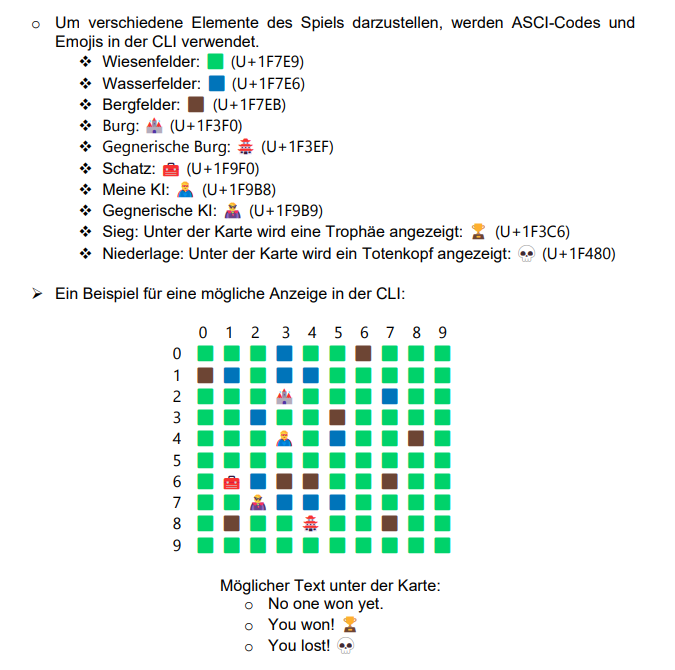 o Um verschiedene Elemente des Spiels darzustellen, werden ASCI-Codes und
Emojis in der CLI verwendet.
❖ Wiesenfelder: 🟩 (U+1F7E9)
❖ Wasserfelder: 🟦 (U+1F7E6)
❖ Bergfelder: 🟫 (U+1F7EB)
❖ Burg: 🏰 (U+1F3F0)
❖ Gegnerische Burg: 🏯 (U+1F3EF)
❖ Schatz: 🧰 (U+1F9F0)
❖ Meine KI: 🦸 (U+1F9B8)
❖ Gegnerische KI: 🦹 (U+1F9B9)
❖ Sieg: Unter der Karte wird eine Trophäe angezeigt: 🏆 (U+1F3C6)
❖ Niederlage: Unter der Karte wird ein Totenkopf angezeigt: 💀 (U+1F480)
➢ Ein Beispiel für eine mögliche Anzeige in der CLI:
0 1 2 3 4 5 6 7 8 9
0 🟩 🟩 🟩 🟦 🟩 🟩 🟫 🟩 🟩 🟩
1 🟫 🟦 🟩 🟦 🟦 🟩 🟩 🟩 🟩 🟩
2 🟩 🟩 🟩 🏰 🟩 🟩 🟩 🟦 🟩 🟩
3 🟩 🟩 🟦 🟩 🟩 🟫 🟩 🟩 🟩 🟩
4 🟩 🟩 🟩 🦸 🟩 🟦 🟩 🟩 🟫 🟩
5 🟩 🟩 🟩 🟩 🟩 🟩 🟩 🟩 🟩 🟩
6 🟩 🧰 🟦 🟫 🟫 🟩 🟩 🟫 🟩 🟩
7 🟩 🟩 🦹 🟦 🟦 🟦 🟩 🟩 🟩 🟩
8 🟩 🟫 🟩 🟩 🏯 🟩 🟩 🟫 🟩 🟩
9 🟩 🟩 🟩 🟩 🟩 🟩 🟩 🟩 🟩 🟩
Möglicher Text unter der Karte:
o No one won yet.
o You won! 🏆
o You lost! 💀